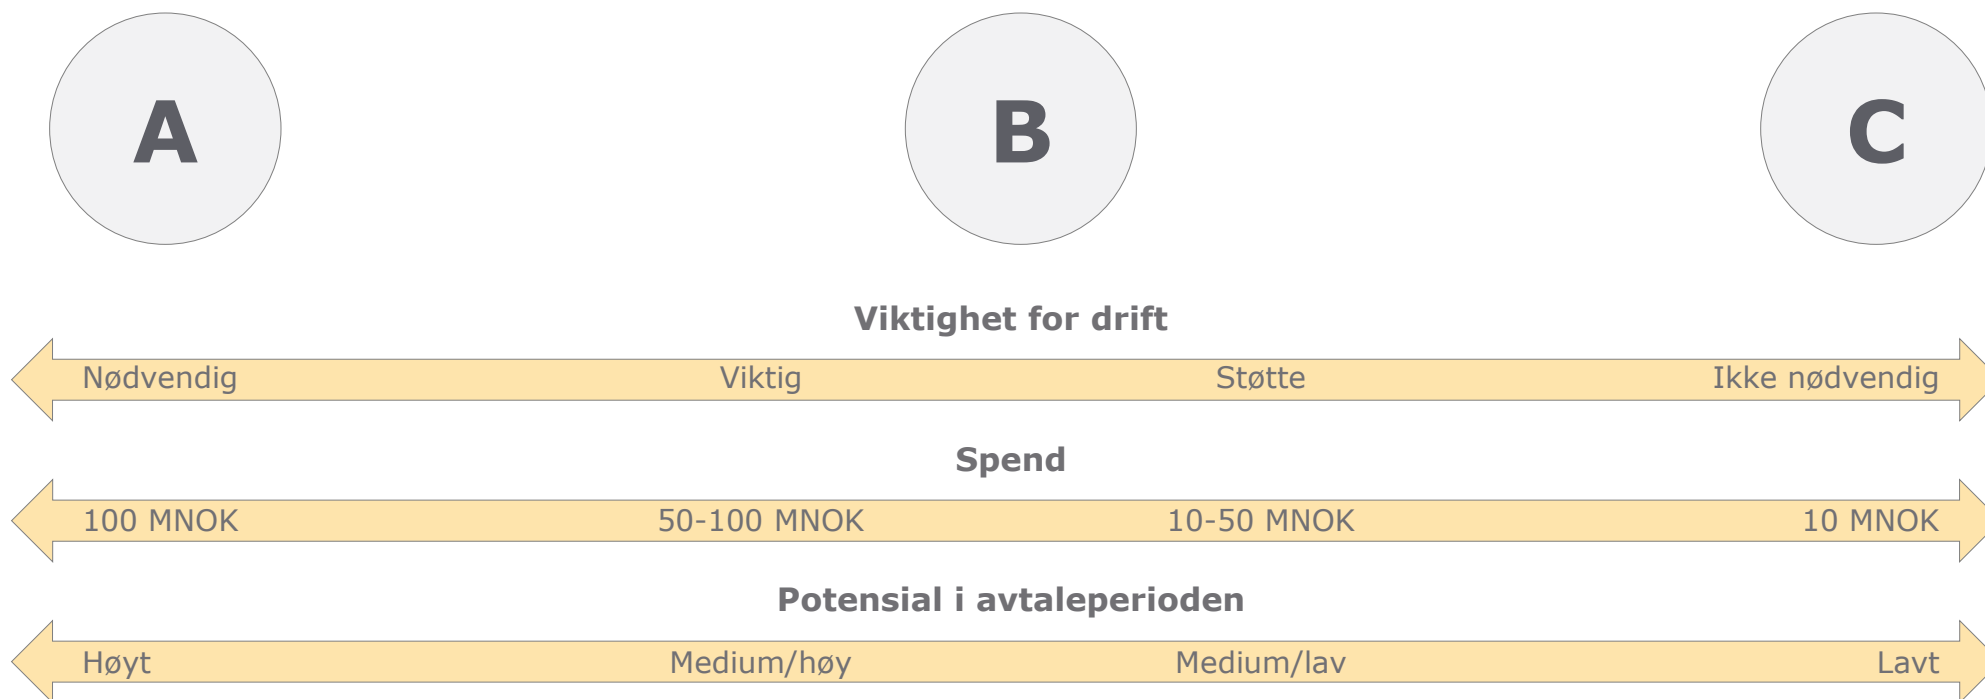 A B C
Viktighet for drift
Nødvendig Viktig Støtte Ikke nødvendig
Spend
100 MNOK 50-100 MNOK 10-50 MNOK 10 MNOK
Potensial i avtaleperioden
Høyt Medium/høy Medium/lav Lavt